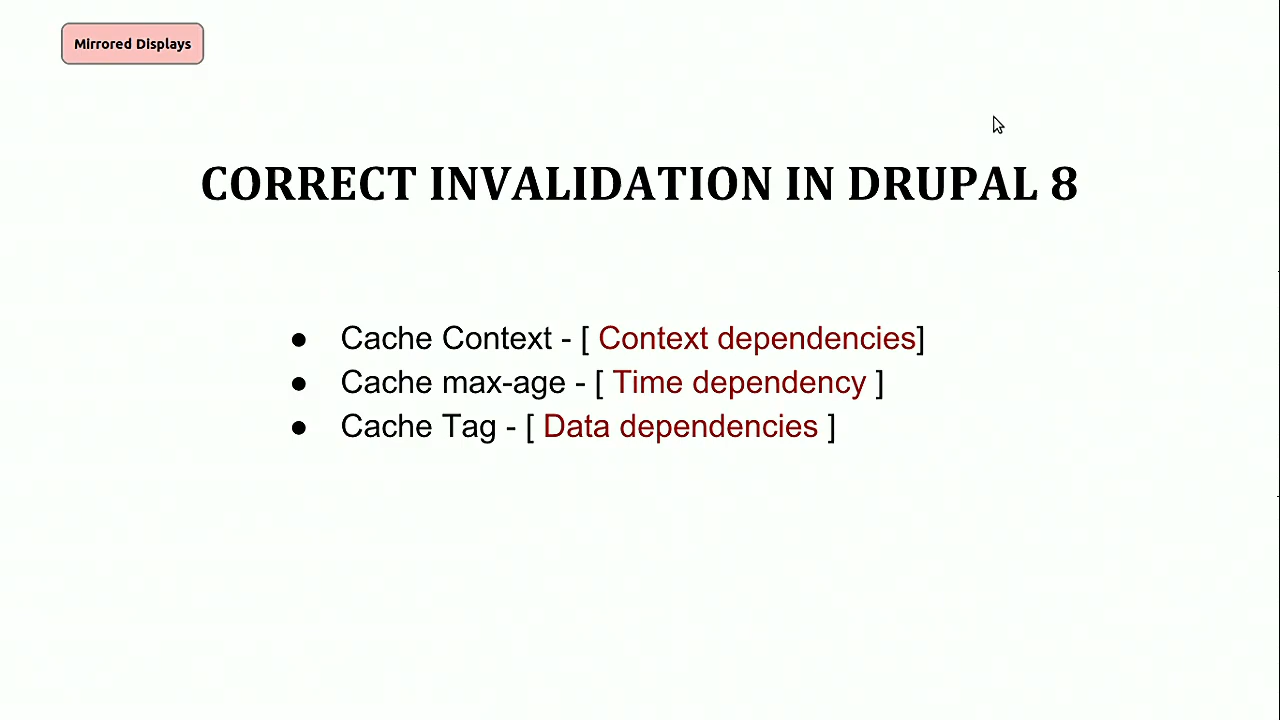 Mirrored Displays
CORRECT INVALIDATION IN DRUPAL 8
● Cache Context - [ Context dependencies]
● Cache max-age - [ Time dependency ]
● Cache Tag - [ Data dependencies ]